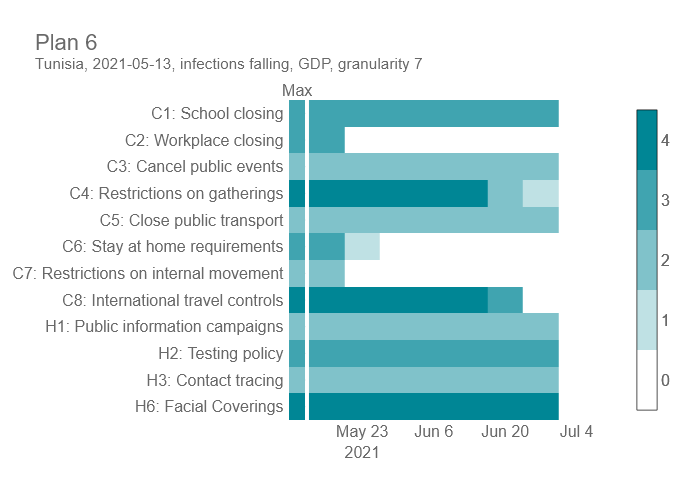 Plan 6
Tunisia, 2021-05-13, infections falling, GDP, granularity 7
Max
C1: School closing
C2: Workplace closing
C3: Cancel public events
C4: Restrictions on gatherings
C5: Close public transport
C6: Stay at home requirements
C7: Restrictions on internal movement
C8: International travel controls
H1: Public information campaigns
H2: Testing policy
H3: Contact tracing
H6: Facial Coverings
May 23 Jun 6 Jun 20 Jul 4
2021
4
3
2
1
0